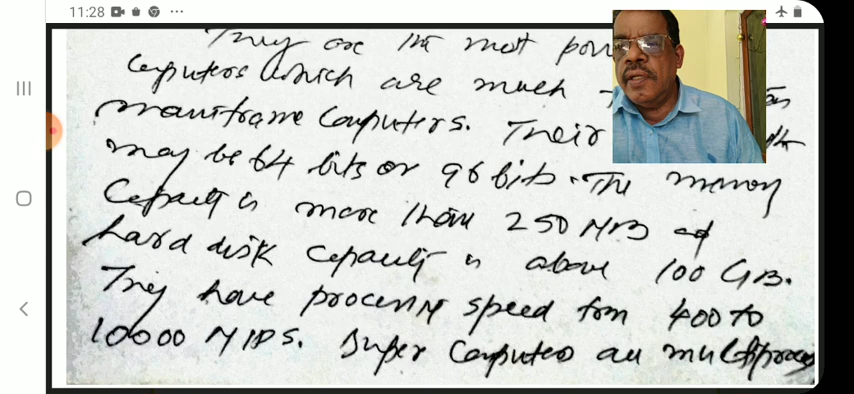 11:28
They are the most
Computers which are much
mainframe Computers. Their
may be 64 bits or 96 bits. The memory
Capacity is more than 250 MB and
hard disk capacity is above 100 GB.
They have processing speed from 400 to
10000 MIPS. Super Computers are multiprocess